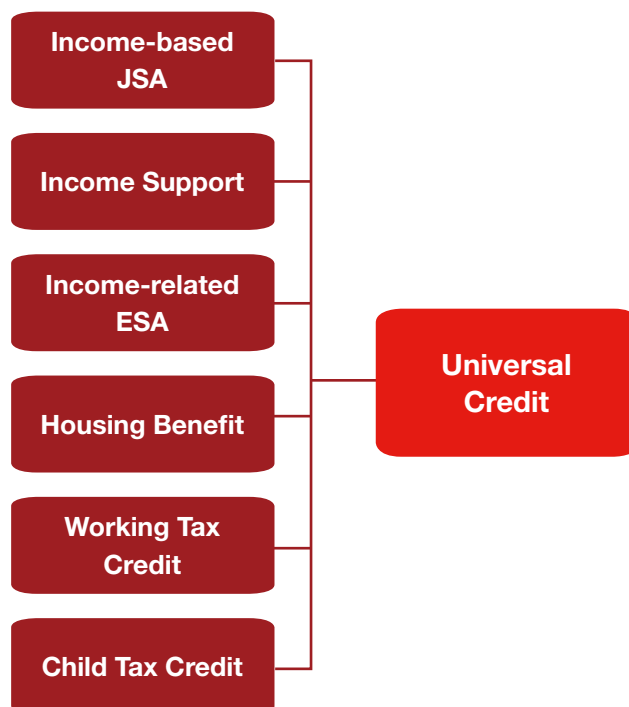 Income-based
JSA
Income Support
Income-related
ESA
Housing Benefit
Working Tax
Credit
Child Tax Credit
Universal
Credit